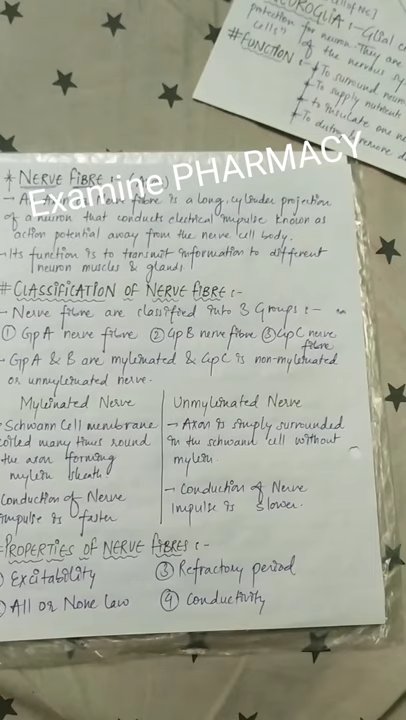 NEUROGLIA :- Glial
protection for neuron. They are
cells" of the nervous
# FUNCTION :-
To surround
To supply nutrients
to insulate one
To
Examine PHARMACY
* NERVE FIBRE
nerve fibre is a long, cylinder projection
of a neuron that conducts electrical impulse known as
action potential away from the nerve cell body.
- Its function is to transmit information to different
neuron muscles & glands
# CLASSIFICATION OF NERVE FIBRE :-
- Nerve fibre are classified into 3 Groups :-
① GpA nerve fibre ② GpB nerve fibre ③ GpC nerve
fibre
- GpA & B are mylinated & GpC is non-mylinated
or unmylinated nerve.
Mylinated Nerve
- Schwann Cell membrane
coiled many times round
the axon forming
mylin sheath
Conduction of Nerve
impulse is faster
Unmylinated Nerve
- Axon is simply surrounded
in the schwann cell without
mylin.
- Conduction of Nerve
Impulse is slower.
PROPERTIES OF NERVE FIBRES :-
Excitability ③ Refractory period
② All or None law ④ Conductivity